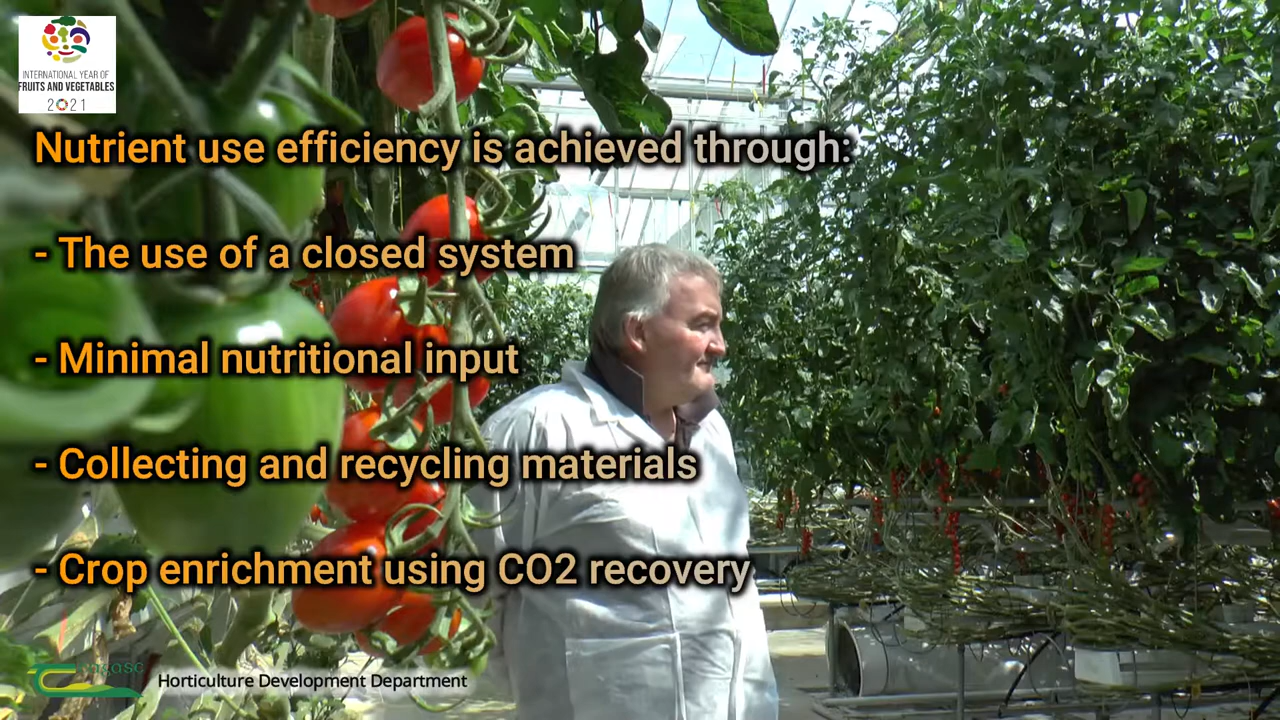 INTERNATIONAL YEAR OF
FRUITS AND VEGETABLES
2021
Nutrient use efficiency is achieved through:
- The use of a closed system
- Minimal nutritional input
- Collecting and recycling materials
- Crop enrichment using CO2 recovery
Horticulture Development Department